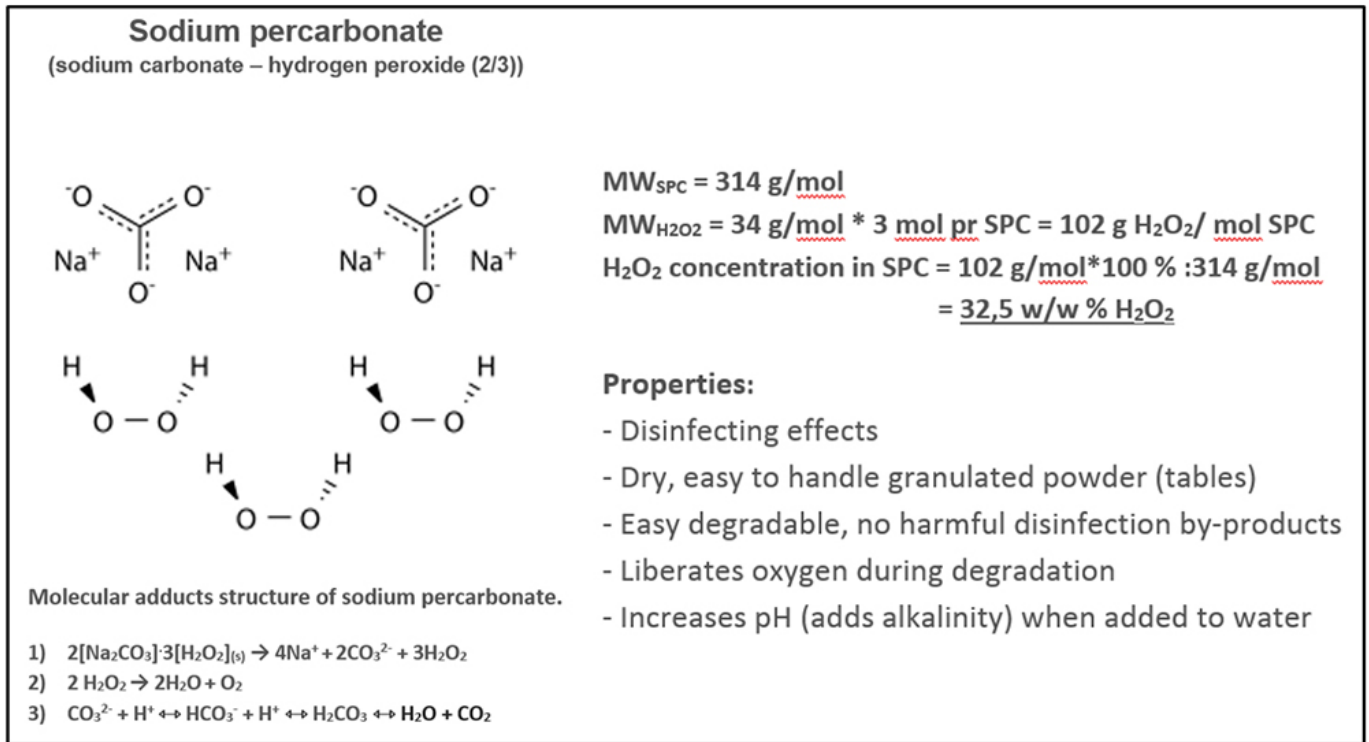 Sodium percarbonate
(sodium carbonate – hydrogen peroxide (2/3))
⁻O O⁻ ⁻O O⁻
Na⁺ Na⁺ Na⁺ Na⁺
O⁻ O⁻
H H H H
O – O O – O
H H
O – O
Molecular adducts structure of sodium percarbonate.
1) 2[Na₂CO₃]·3[H₂O₂]₍s₎ → 4Na⁺ + 2CO₃²⁻ + 3H₂O₂
2) 2 H₂O₂ → 2H₂O + O₂
3) CO₃²⁻ + H⁺ ↔ HCO₃⁻ + H⁺ ↔ H₂CO₃ ↔ H₂O + CO₂
MWSPC = 314 g/mol
MWH2O2 = 34 g/mol * 3 mol pr SPC = 102 g H₂O₂/ mol SPC
H₂O₂ concentration in SPC = 102 g/mol*100 % :314 g/mol
= 32,5 w/w % H₂O₂
Properties:
- Disinfecting effects
- Dry, easy to handle granulated powder (tables)
- Easy degradable, no harmful disinfection by-products
- Liberates oxygen during degradation
- Increases pH (adds alkalinity) when added to water